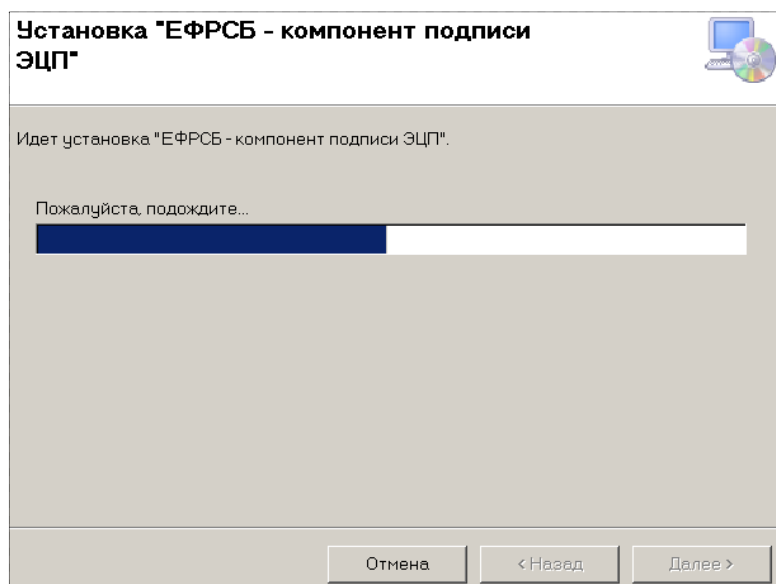 Установка "ЕФРСБ - компонент подписи
ЭЦП"
Идет установка "ЕФРСБ - компонент подписи ЭЦП".
Пожалуйста, подождите...
Отмена
< Назад
Далее >